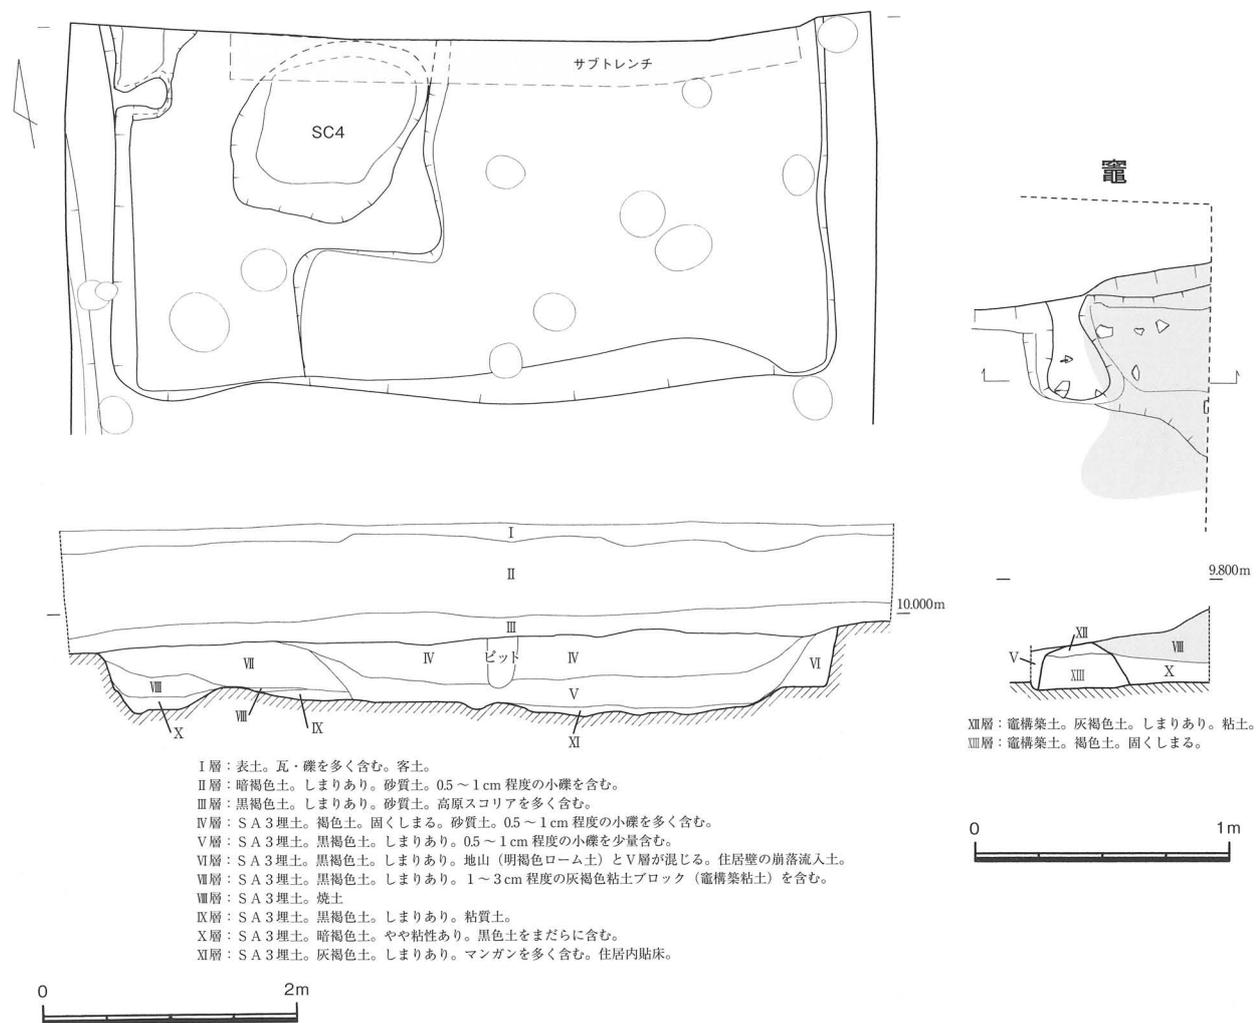 サブトレンチ
SC4
竈
Ⅰ
Ⅱ
Ⅲ
10.000m
Ⅳ
ピット
Ⅳ
Ⅶ
Ⅵ
Ⅷ
Ⅴ
Ⅷ
Ⅸ
Ⅹ
Ⅺ
9.800m
Ⅻ
Ⅴ
Ⅷ
XIII
Ⅹ
Ⅻ層：竈構築土。灰褐色土。しまりあり。粘土。
XIII層：竈構築土。褐色土。固くしまる。
Ⅰ層：表土。瓦・礫を多く含む。客土。
Ⅱ層：暗褐色土。しまりあり。砂質土。0.5～1cm程度の小礫を含む。
Ⅲ層：黒褐色土。しまりあり。砂質土。高原スコリアを多く含む。
Ⅳ層：ＳＡ３埋土。褐色土。固くしまる。砂質土。0.5～1cm程度の小礫を多く含む。
Ⅴ層：ＳＡ３埋土。黒褐色土。しまりあり。0.5～1cm程度の小礫を少量含む。
Ⅵ層：ＳＡ３埋土。黒褐色土。しまりあり。地山（明褐色ローム土）とⅤ層が混じる。住居壁の崩落流入土。
Ⅶ層：ＳＡ３埋土。黒褐色土。しまりあり。１～３cm程度の灰褐色粘土ブロック（竈構築粘土）を含む。
Ⅷ層：ＳＡ３埋土。焼土
Ⅸ層：ＳＡ３埋土。黒褐色土。しまりあり。粘質土。
Ⅹ層：ＳＡ３埋土。暗褐色土。やや粘性あり。黒色土をまだらに含む。
Ⅺ層：ＳＡ３埋土。灰褐色土。しまりあり。マンガンを多く含む。住居内貼床。
0 1m
0 2m